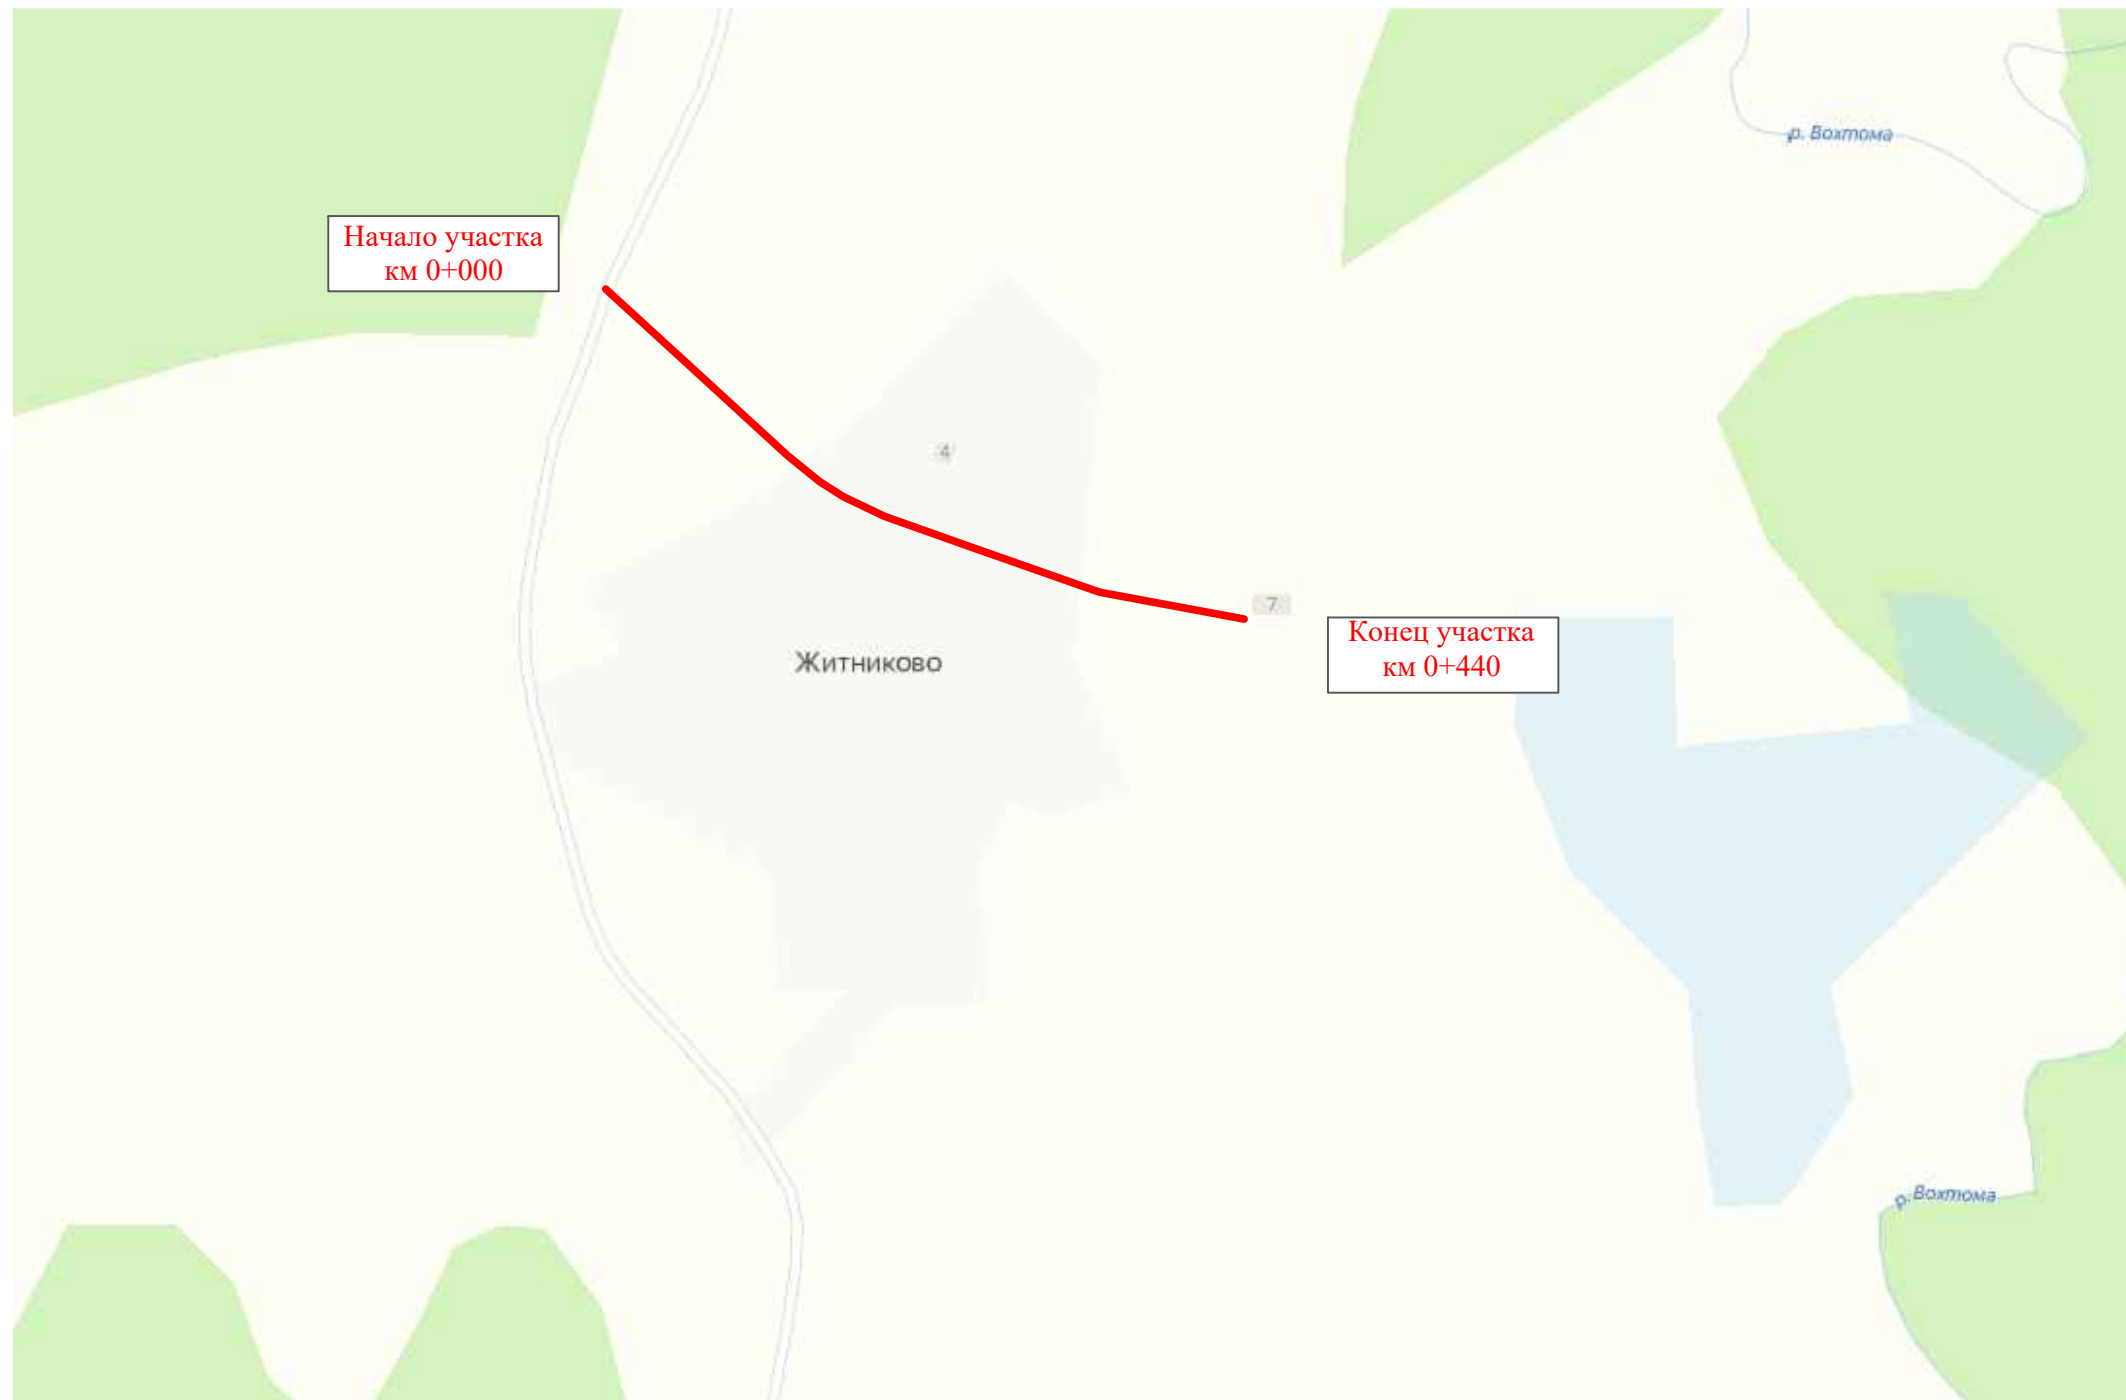 р. Вохтома
Начало участка
км 0+000
4
7
Конец участка
км 0+440
Житниково
р. Вохтома